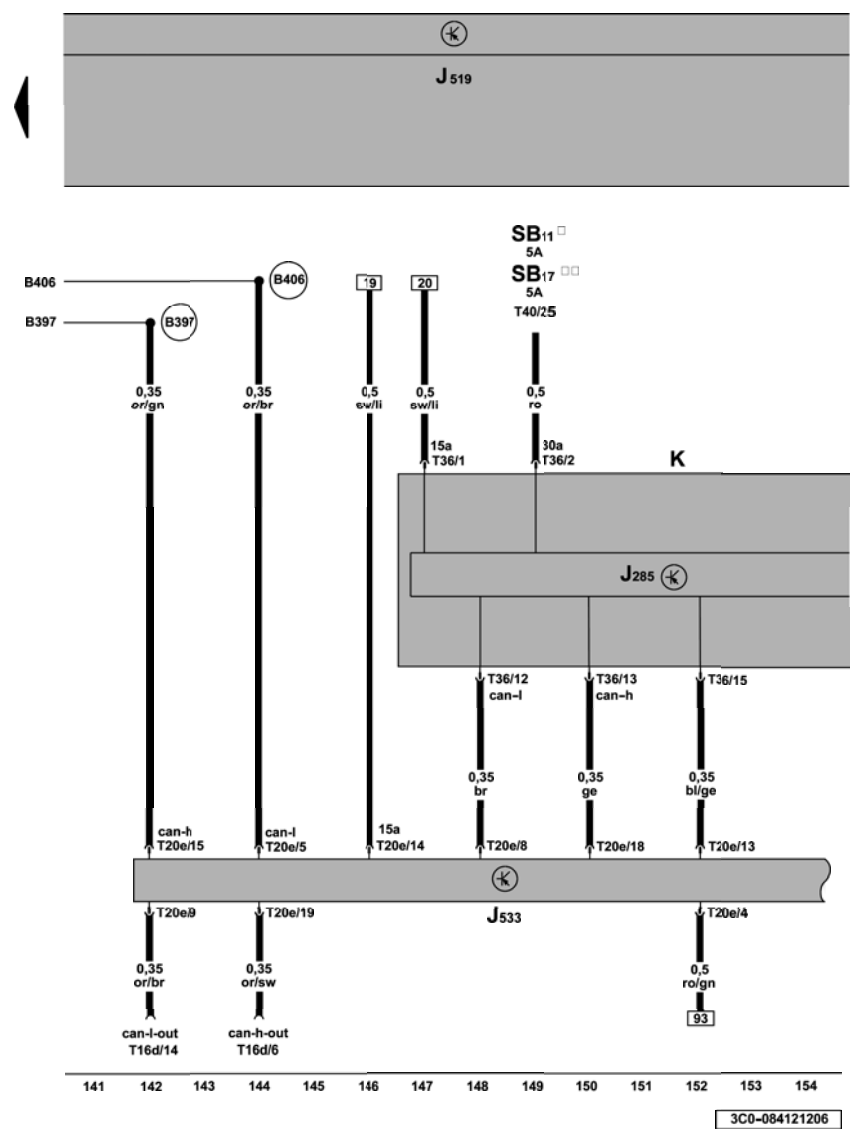 J519
SB11
5A
SB17
5A
T40/25
B406
B406
19
20
B397
B397
0,35
or/gn
0,35
or/br
0,5
sw/li
0,5
sw/li
0,5
ro
15a
T36/1
30a
T36/2
K
J285
T36/12
can-l
T36/13
can-h
T36/15
0,35
br
0,35
ge
0,35
bl/ge
can-h
T20e/15
can-l
T20e/5
15a
T20e/14
T20e/8
T20e/18
T20e/13
J533
T20e/9
T20e/19
T20e/4
0,35
or/br
0,35
or/sw
0,5
ro/gn
93
can-l-out
T16d/14
can-h-out
T16d/6
141 142 143 144 145 146 147 148 149 150 151 152 153 154
3C0-084121206